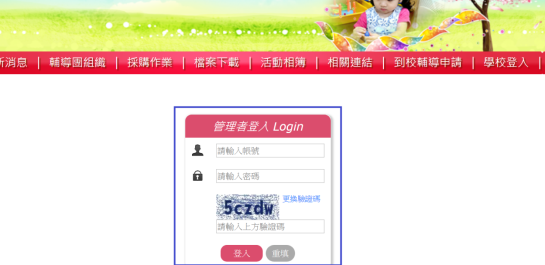 新消息 | 輔導團組織 | 採購作業 | 檔案下載 | 活動相簿 | 相關連結 | 到校輔導申請 | 學校登入 |
管理者登入 Login
請輸入帳號
請輸入密碼
5czdw 更換驗證碼
請輸入上方驗證碼
登入 重填